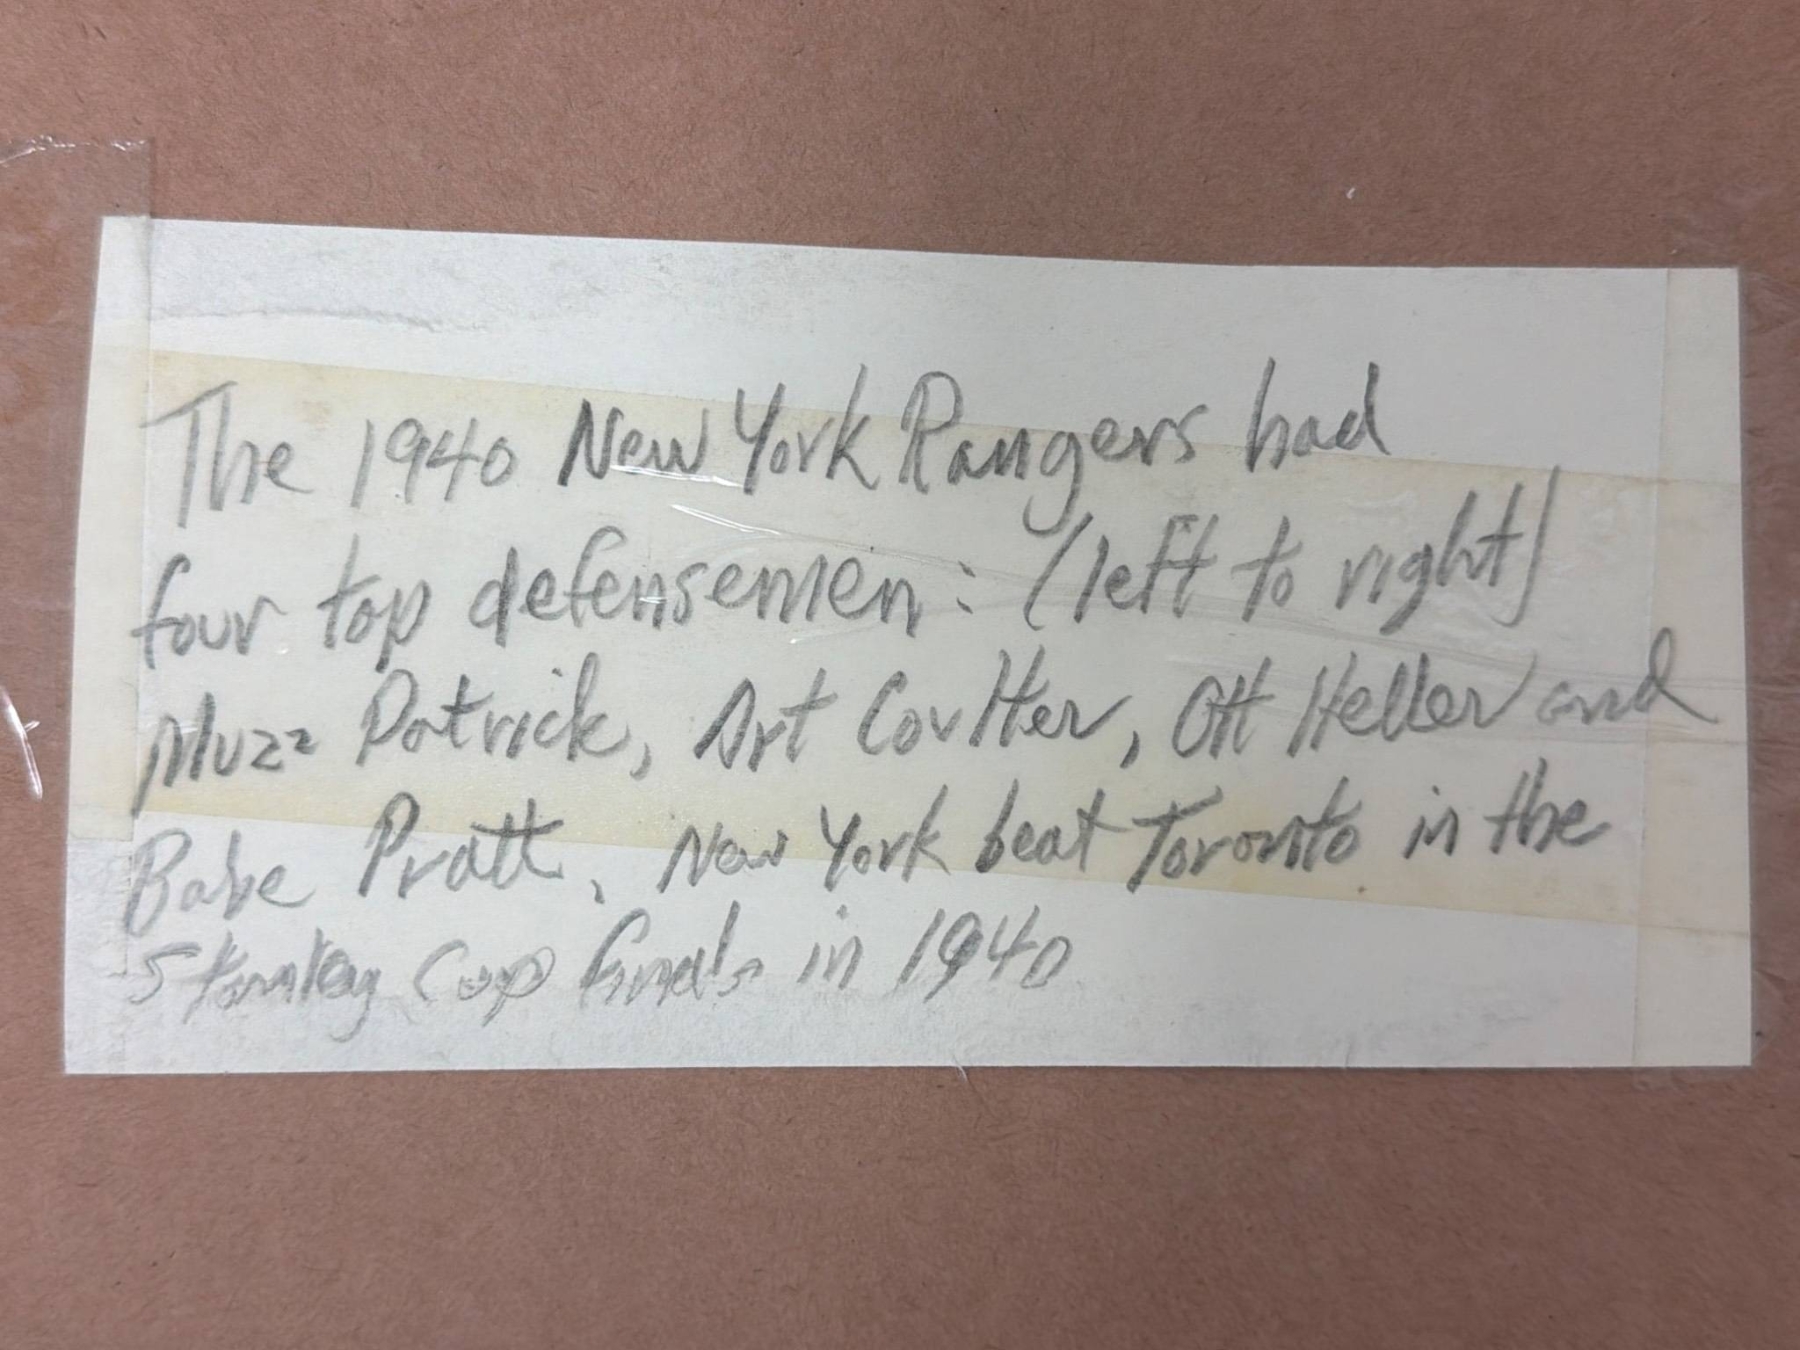 The 1940 New York Rangers had
four top defensemen: (left to right)
Muzz Patrick, Art Coulter, Ott Heller and
Babe Pratt, New York beat Toronto in the
Stanley Cup finals in 1940